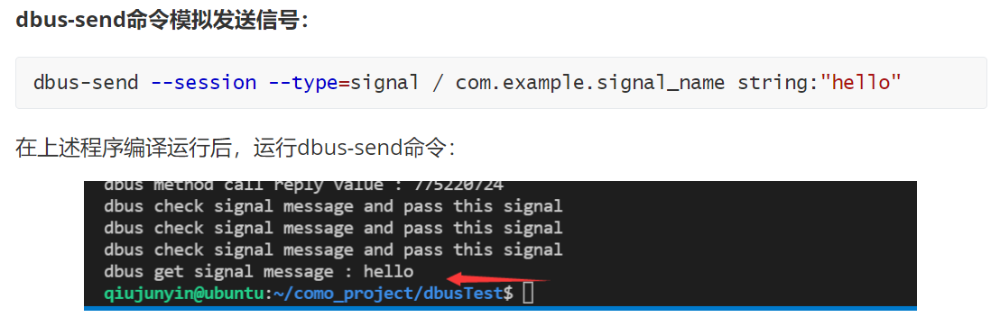 dbus-send命令模拟发送信号：
dbus-send --session --type=signal / com.example.signal_name string:"hello"
在上述程序编译运行后，运行dbus-send命令：
dbus method call reply value : 775220724
dbus check signal message and pass this signal
dbus check signal message and pass this signal
dbus check signal message and pass this signal
dbus get signal message : hello
qiujunyin@ubuntu:~/como_project/dbusTest$